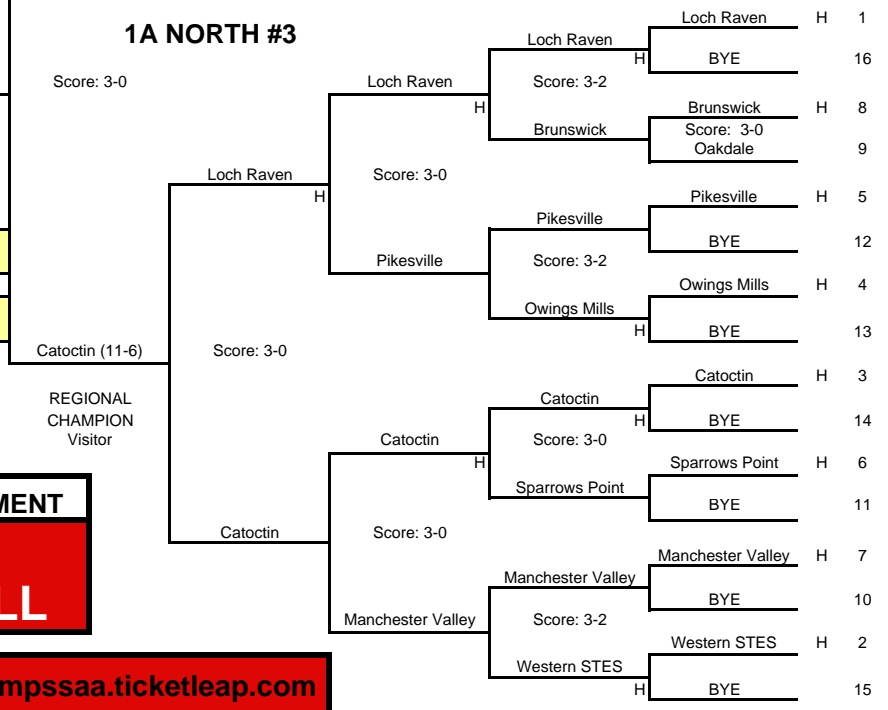 1A NORTH #3
Loch Raven H 1
Loch Raven
H BYE 16
Score: 3-0
Loch Raven
Score: 3-2
H
Brunswick H 8
Brunswick
Score: 3-0
Oakdale 9
Loch Raven
Score: 3-0
H
Pikesville H 5
Pikesville
BYE 12
Pikesville
Score: 3-2
Owings Mills H 4
Owings Mills
H BYE 13
Catoctin (11-6)
Score: 3-0
REGIONAL
CHAMPION
Visitor
Catoctin H 3
Catoctin
H BYE 14
Catoctin
Score: 3-0
H
Sparrows Point H 6
Sparrows Point
BYE 11
MENT
Catoctin
Score: 3-0
Manchester Valley H 7
Manchester Valley
BYE 10
LL
Manchester Valley
Score: 3-2
Western STES H 2
Western STES
H BYE 15
mpssaa.ticketleap.com